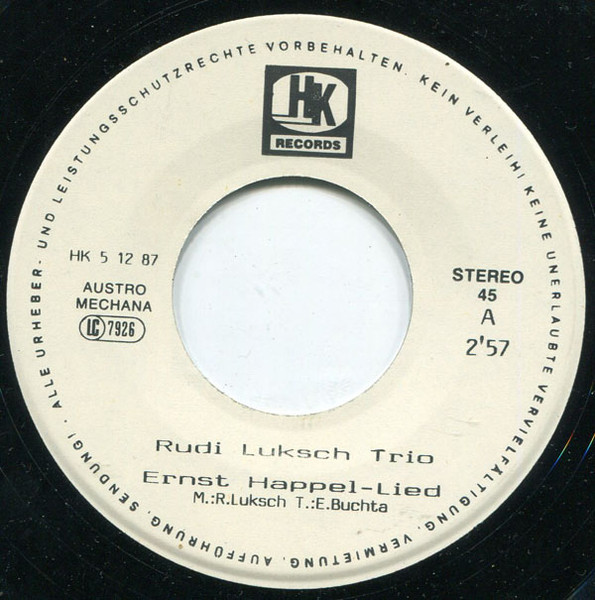 ALLE URHEBER- UND LEISTUNGSSCHUTZRECHTE VORBEHALTEN. KEIN VERLEIH! KEINE UNERLAUBTE VERVIELFÄLTIGUNG, VERMIETUNG, AUFFÖHRUNG, SENDUNG! ·
HK
RECORDS
HK 5 12 87
AUSTRO
MECHANA
LC 7926
STEREO
45
A
2'57
Rudi Luksch Trio
Ernst Happel-Lied
M.:R.Luksch T.:E.Buchta